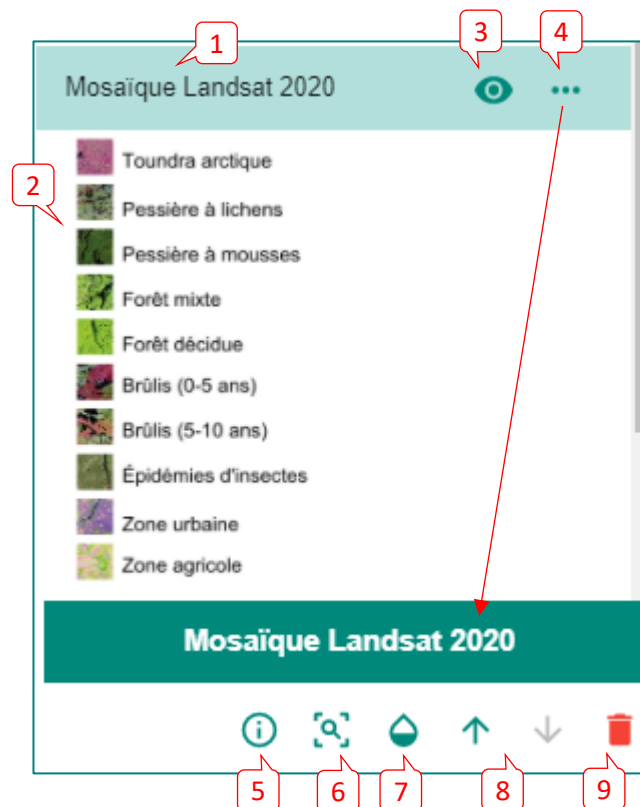 1
3
4
Mosaïque Landsat 2020
2
Toundra arctique
Pessière à lichens
Pessière à mousses
Forêt mixte
Forêt décidue
Brûlis (0-5 ans)
Brûlis (5-10 ans)
Épidémies d'insectes
Zone urbaine
Zone agricole
Mosaïque Landsat 2020
5
6
7
8
9